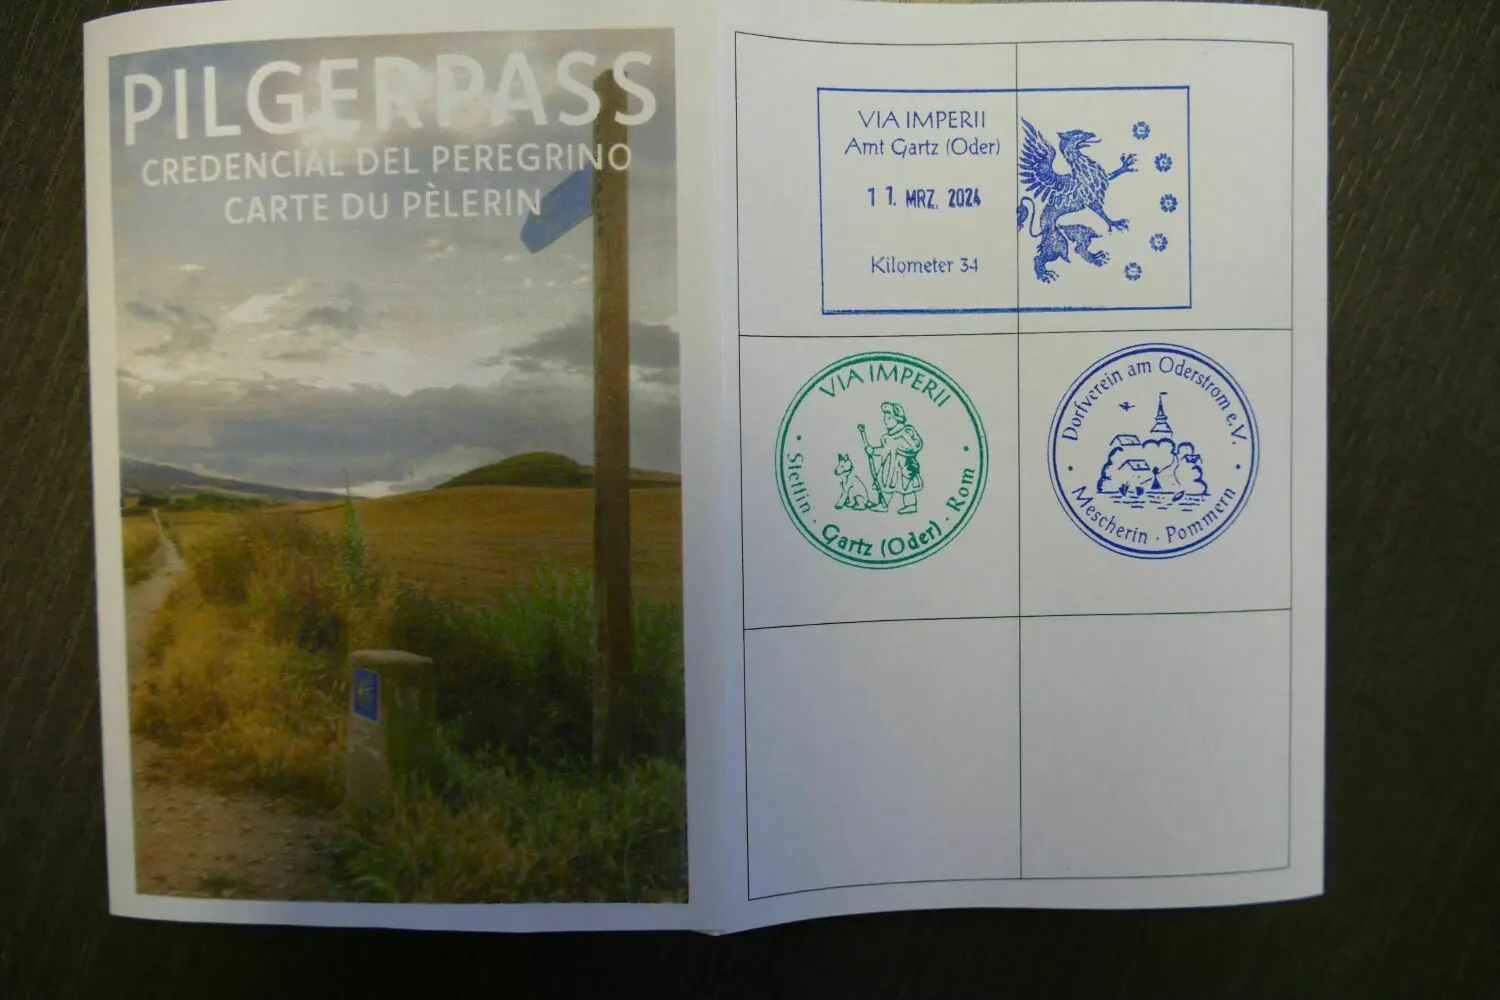 PILGERPASS
CREDENCIAL DEL PEREGRINO
CARTE DU PÈLERIN
VIA IMPERII
Amt Gartz (Oder)
11. MRZ. 2024
Kilometer 34
VIA IMPERII
Stettin · Gartz (Oder) · Rom
Dorfverein am Oderstrom e.V.
Mescherin · Pommern